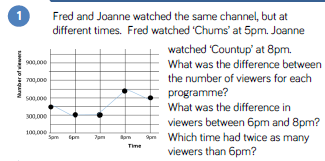 1
Fred and Joanne watched the same channel, but at
different times.  Fred watched 'Chums' at 5pm. Joanne
watched 'Countup' at 8pm.
What was the difference between
the number of viewers for each
programme?
What was the difference in
viewers between 6pm and 8pm?
Which time had twice as many
viewers than 6pm?
Number of viewers
900,000
700,000
500,000
300,000
100,000
5pm 6pm 7pm 8pm 9pm
Time